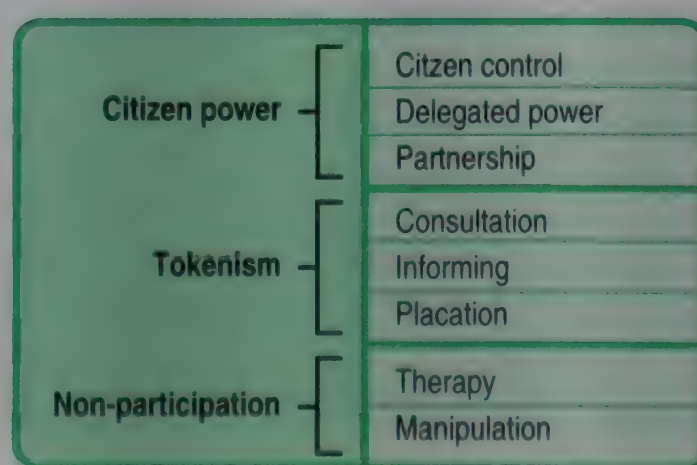 Citizen power
Citzen control
Delegated power
Partnership
Tokenism
Consultation
Informing
Placation
Non-participation
Therapy
Manipulation